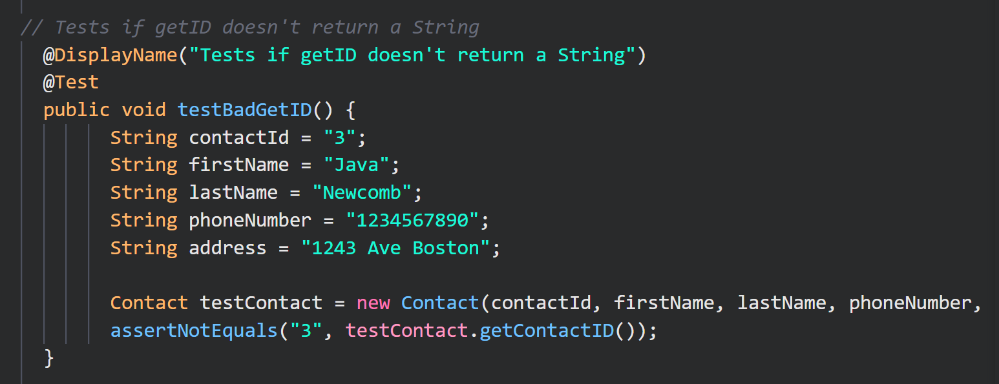 // Tests if getID doesn't return a String
@DisplayName("Tests if getID doesn't return a String")
@Test
public void testBadGetID() {
String contactId = "3";
String firstName = "Java";
String lastName = "Newcomb";
String phoneNumber = "1234567890";
String address = "1243 Ave Boston";
Contact testContact = new Contact(contactId, firstName, lastName, phoneNumber,
assertNotEquals("3", testContact.getContactID());
}